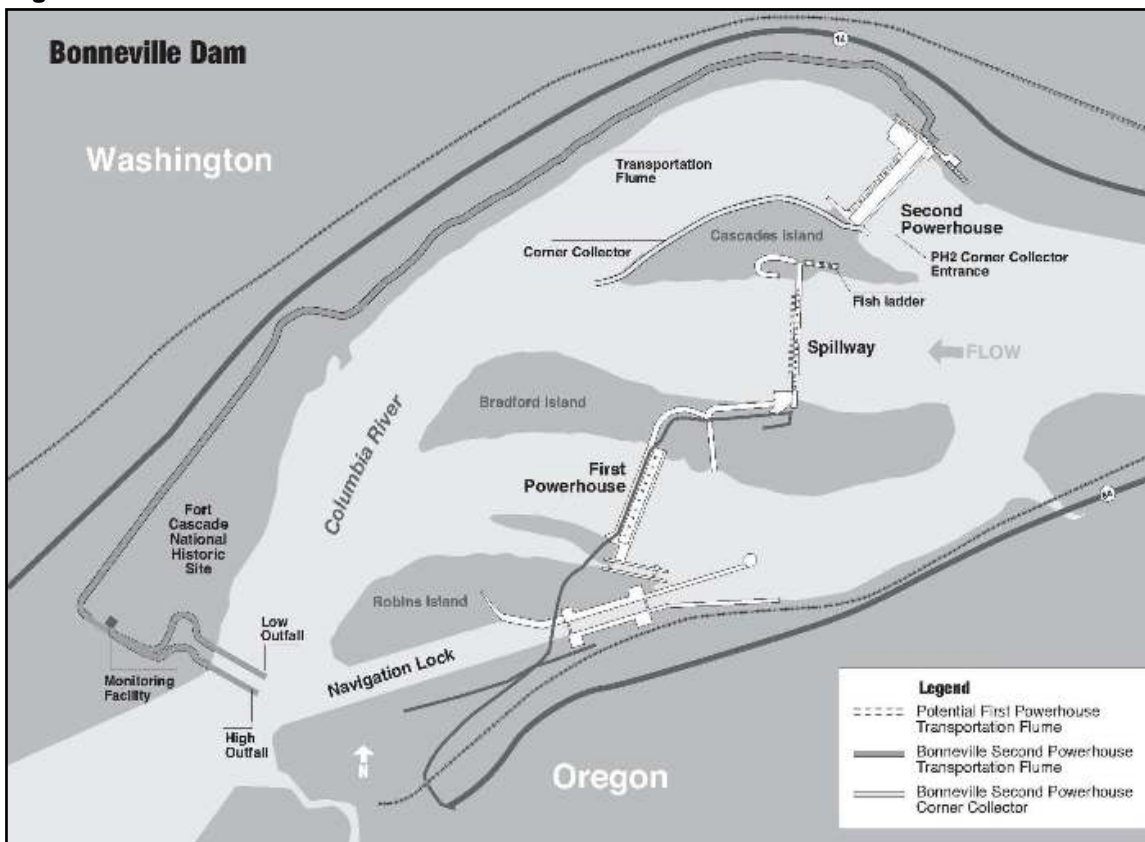 Bonneville Dam
14
Washington
Transportation
Flume
Second
Powerhouse
Corner Collector
Cascades Island
PH2 Corner Collector
Entrance
Fish ladder
Spillway
FLOW
Bradford Island
Columbia River
First
Powerhouse
84
Fort
Cascade
National
Historic
Site
Robins Island
Low
Outfall
Navigation Lock
Monitoring
Facility
High
Outfall
N
Oregon
Legend
Potential First Powerhouse
Transportation Flume
Bonneville Second Powerhouse
Transportation Flume
Bonneville Second Powerhouse
Corner Collector